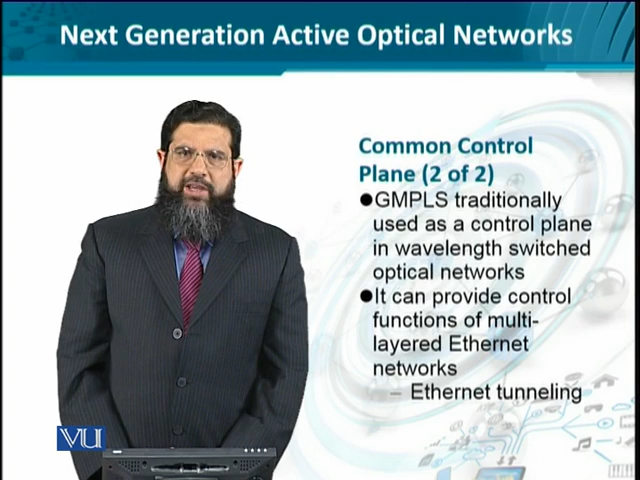 Next Generation Active Optical Networks
Common Control
Plane (2 of 2)
●GMPLS traditionally
used as a control plane
in wavelength switched
optical networks
●It can provide control
functions of multi-
layered Ethernet
networks
– Ethernet tunneling
VU